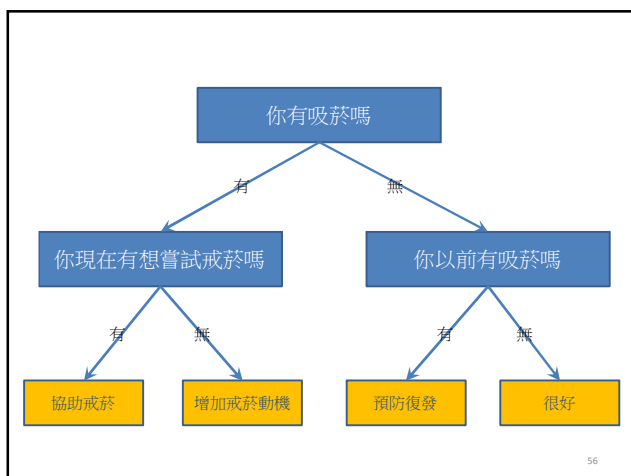 你有吸菸嗎
有
無
你現在有想嘗試戒菸嗎
你以前有吸菸嗎
有
無
有
無
協助戒菸
增加戒菸動機
預防復發
很好
56